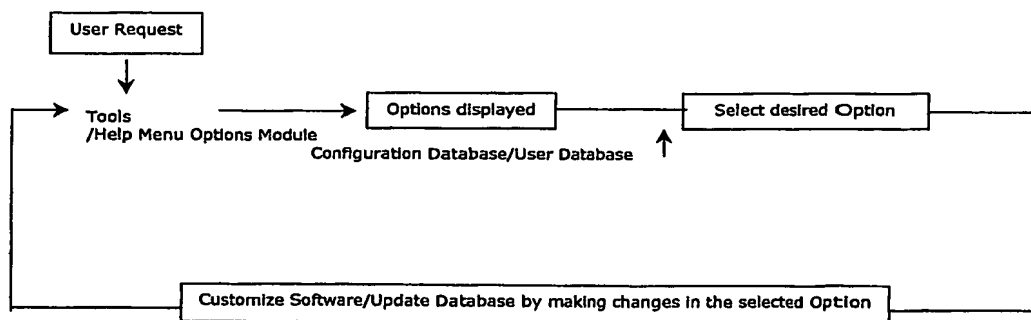 User Request
Tools
/Help Menu Options Module
Options displayed
Select desired Option
Configuration Database/User Database
Customize Software/Update Database by making changes in the selected Option